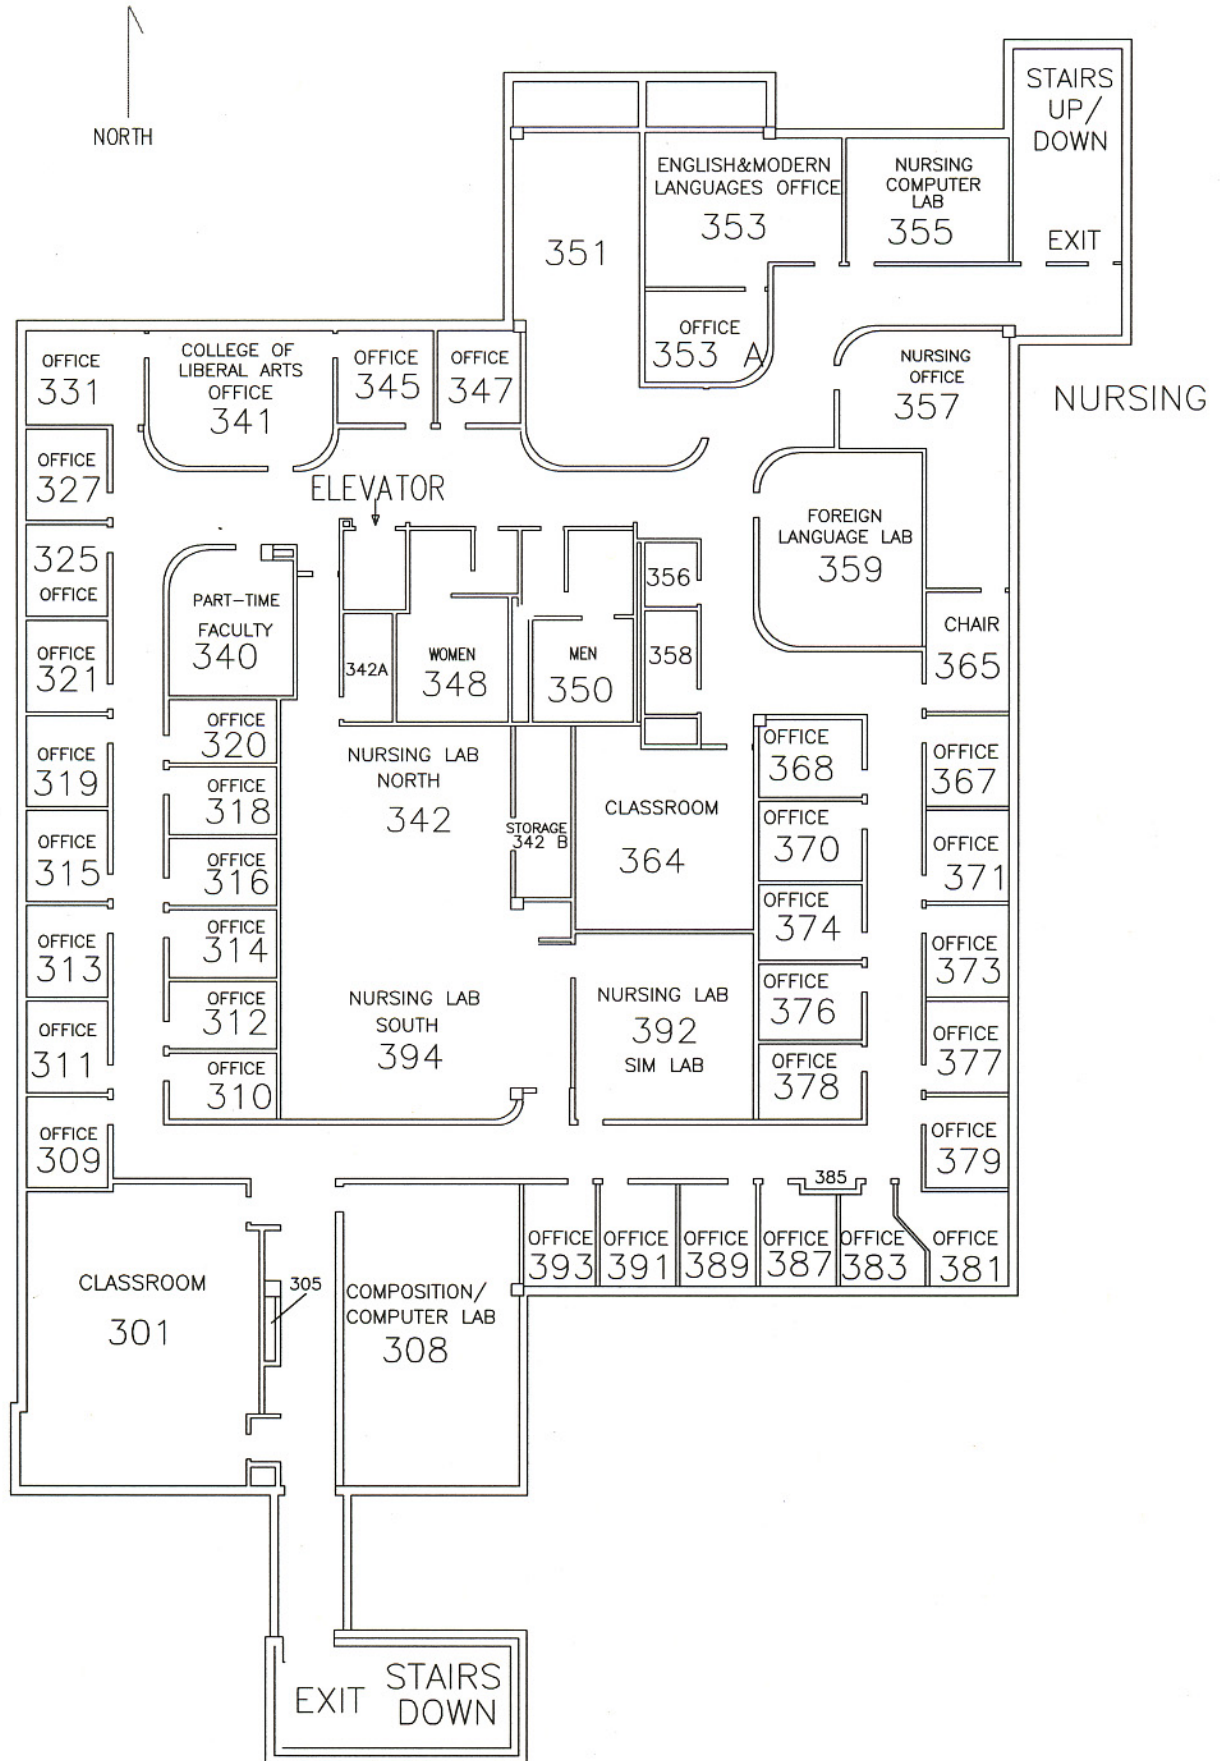 NORTH
STAIRS
UP/
DOWN
EXIT
ENGLISH&MODERN
LANGUAGES OFFICE
353
NURSING
COMPUTER
LAB
355
351
OFFICE
353 A
OFFICE
331
COLLEGE OF
LIBERAL ARTS
OFFICE
341
OFFICE
345
OFFICE
347
NURSING
OFFICE
357
NURSING
OFFICE
327
ELEVATOR
325
OFFICE
FOREIGN
LANGUAGE LAB
359
PART-TIME
FACULTY
340
356
358
CHAIR
365
OFFICE
321
342A
WOMEN
348
MEN
350
OFFICE
320
OFFICE
319
OFFICE
318
NURSING LAB
NORTH
342
STORAGE
342 B
CLASSROOM
364
OFFICE
368
OFFICE
367
OFFICE
370
OFFICE
371
OFFICE
315
OFFICE
316
OFFICE
374
OFFICE
373
OFFICE
313
OFFICE
314
OFFICE
376
OFFICE
377
OFFICE
311
OFFICE
312
NURSING LAB
SOUTH
394
NURSING LAB
392
SIM LAB
OFFICE
378
OFFICE
310
OFFICE
309
OFFICE
379
385
OFFICE
393
OFFICE
391
OFFICE
389
OFFICE
387
OFFICE
383
OFFICE
381
CLASSROOM
301
305
COMPOSITION/
COMPUTER LAB
308
EXIT
STAIRS
DOWN